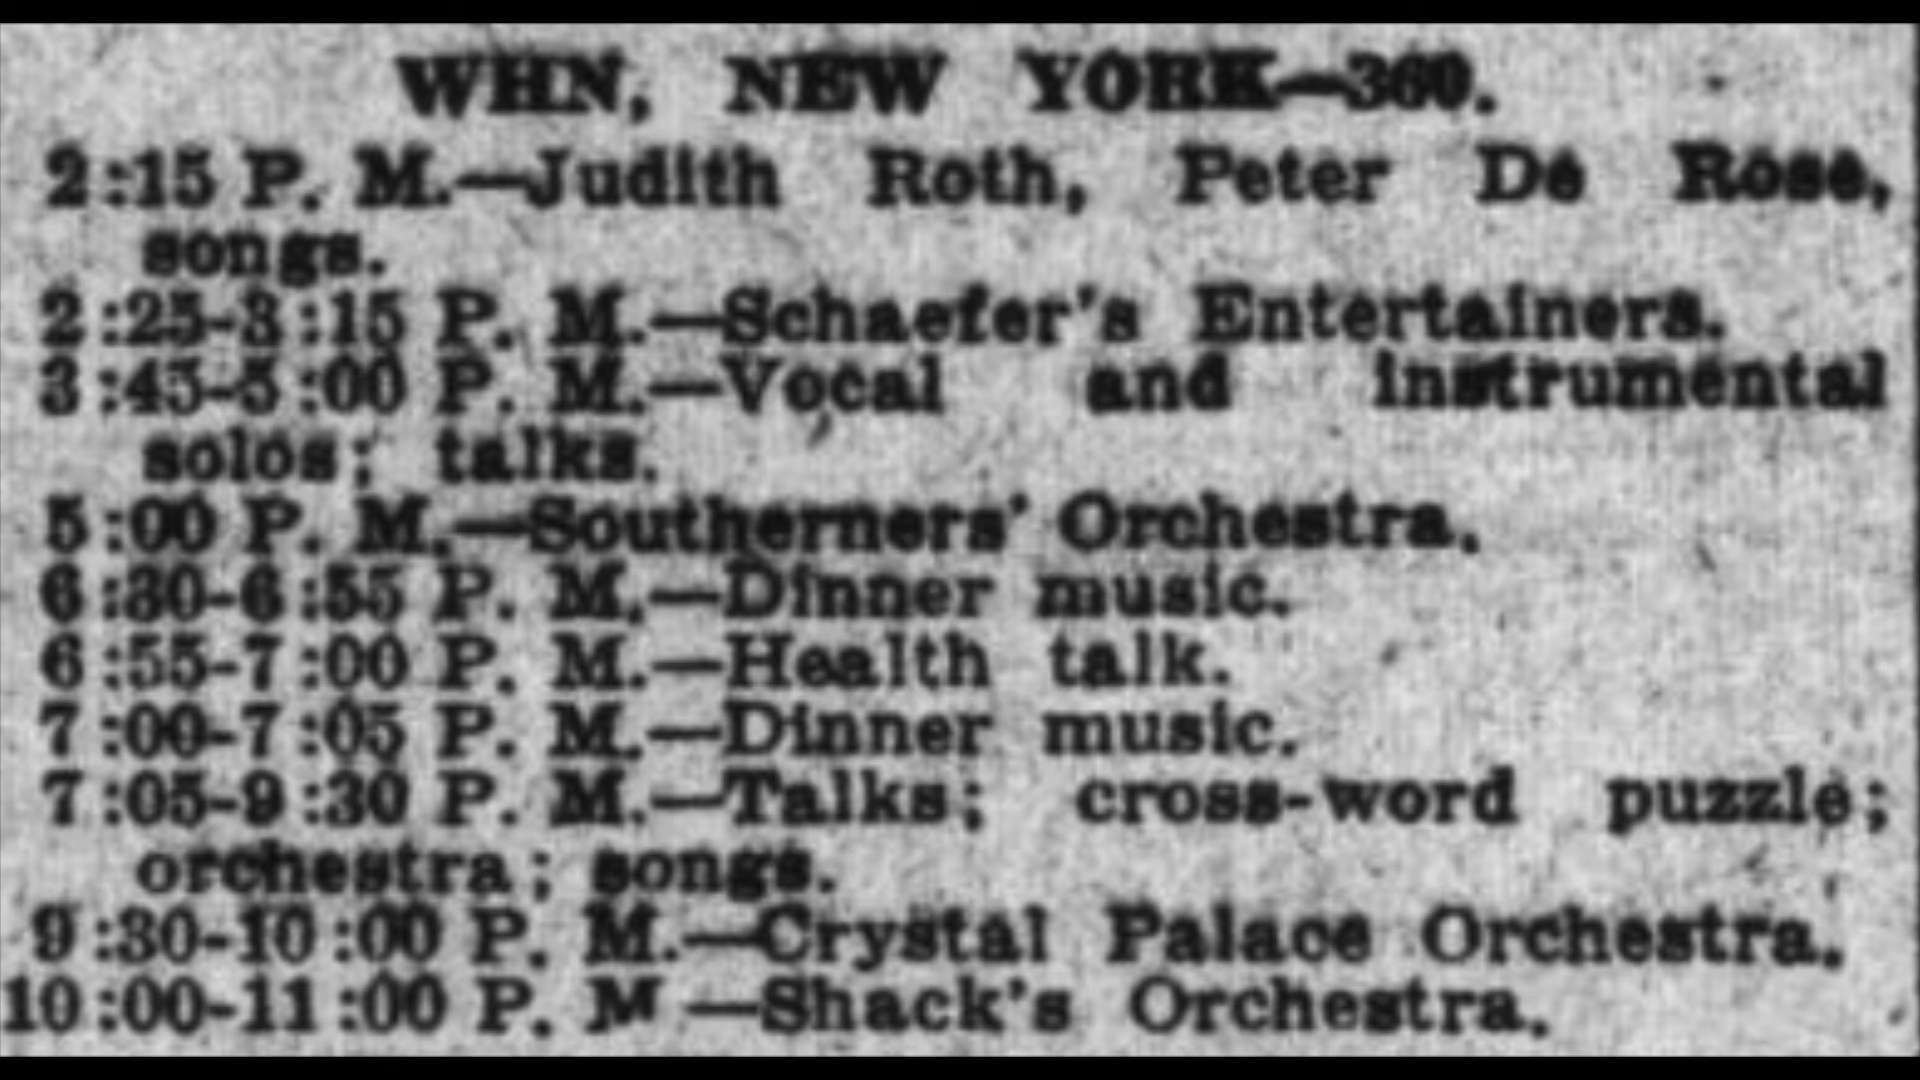 WHN, NEW YORK—360.
2:15 P. M.—Judith Roth, Peter De Rose,
songs.
2:25-3:15 P. M.—Schaefer's Entertainers.
3:45-5:00 P. M.—Vocal and instrumental
solos; talks.
5:00 P. M.—Southerners' Orchestra.
6:30-6:55 P. M.—Dinner music.
6:55-7:00 P. M.—Health talk.
7:00-7:05 P. M.—Dinner music.
7:05-9:30 P. M.—Talks; cross-word puzzle;
orchestra; songs.
9:30-10:00 P. M.—Crystal Palace Orchestra.
10:00-11:00 P. M—Shack's Orchestra.